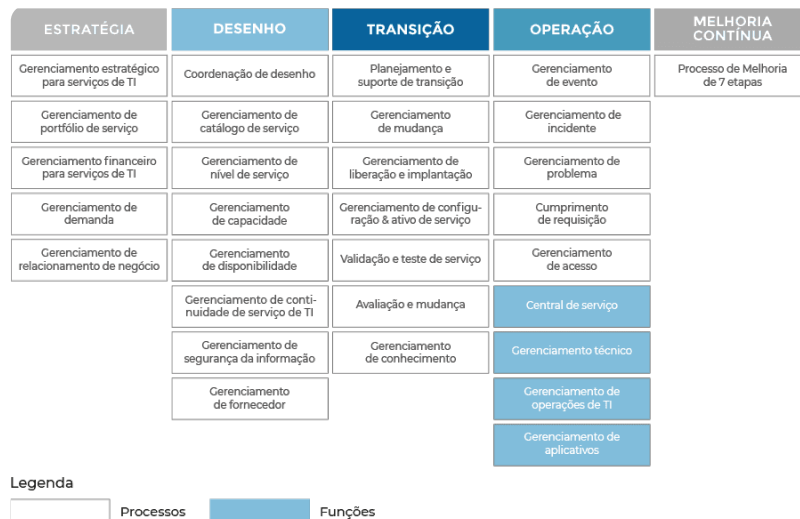 ESTRATÉGIA
DESENHO
TRANSIÇÃO
OPERAÇÃO
MELHORIA
CONTÍNUA
Gerenciamento estratégico
para serviços de TI
Gerenciamento de
portfólio de serviço
Gerenciamento financeiro
para serviços de TI
Gerenciamento de
demanda
Gerenciamento de
relacionamento de negócio
Coordenação de desenho
Gerenciamento de
catálogo de serviço
Gerenciamento de
nível de serviço
Gerenciamento
de capacidade
Gerenciamento
de disponibilidade
Gerenciamento de conti-
nuidade de serviço de TI
Gerenciamento de
segurança da informação
Gerenciamento
de fornecedor
Planejamento e
suporte de transição
Gerenciamento
de mudança
Gerenciamento de
liberação e implantação
Gerenciamento de configu-
ração & ativo de serviço
Validação e teste de serviço
Avaliação e mudança
Gerenciamento
de conhecimento
Gerenciamento
de evento
Gerenciamento de
incidente
Gerenciamento de
problema
Cumprimento
de requisição
Gerenciamento
de acesso
Central de serviço
Gerenciamento técnico
Gerenciamento de
operações de TI
Gerenciamento de
aplicativos
Processo de Melhoria
de 7 etapas
Legenda
Processos
Funções